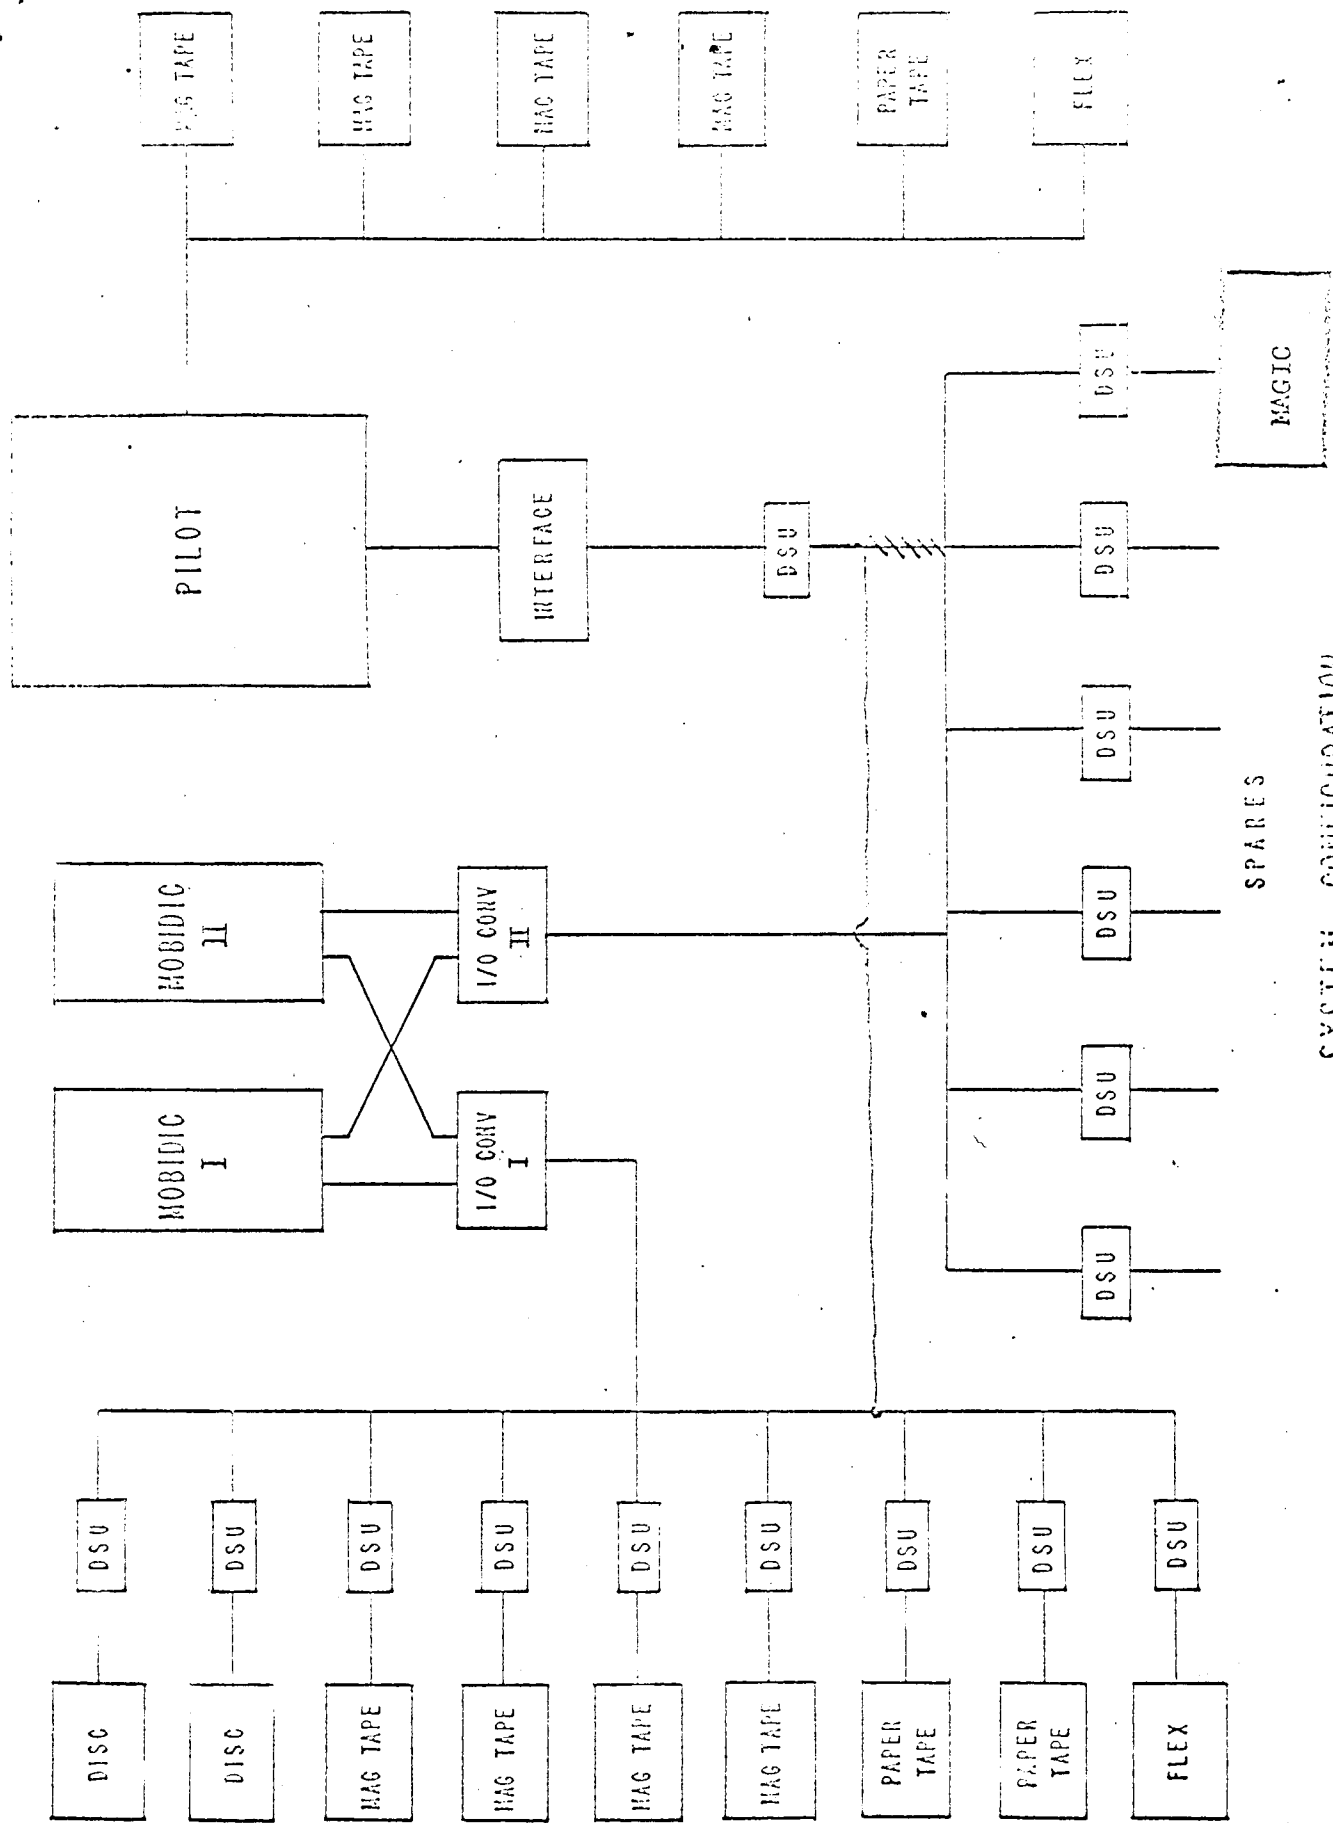 DISC
DSU
DISC
DSU
MAG TAPE
DSU
MAG TAPE
DSU
MAG TAPE
DSU
MAG TAPE
DSU
PAPER
TAPE
DSU
PAPER
TAPE
DSU
FLEX
DSU
MOBIDIC
I
MOBIDIC
II
I/O CONV
I
I/O CONV
II
PILOT
INTERFACE
DSU
MAG TAPE
MAG TAPE
MAG TAPE
MAG TAPE
PAPER
TAPE
FLEX
DSU
DSU
DSU
DSU
DSU
DSU
MAGIC
SPARES
SYSTEM CONFIGURATION